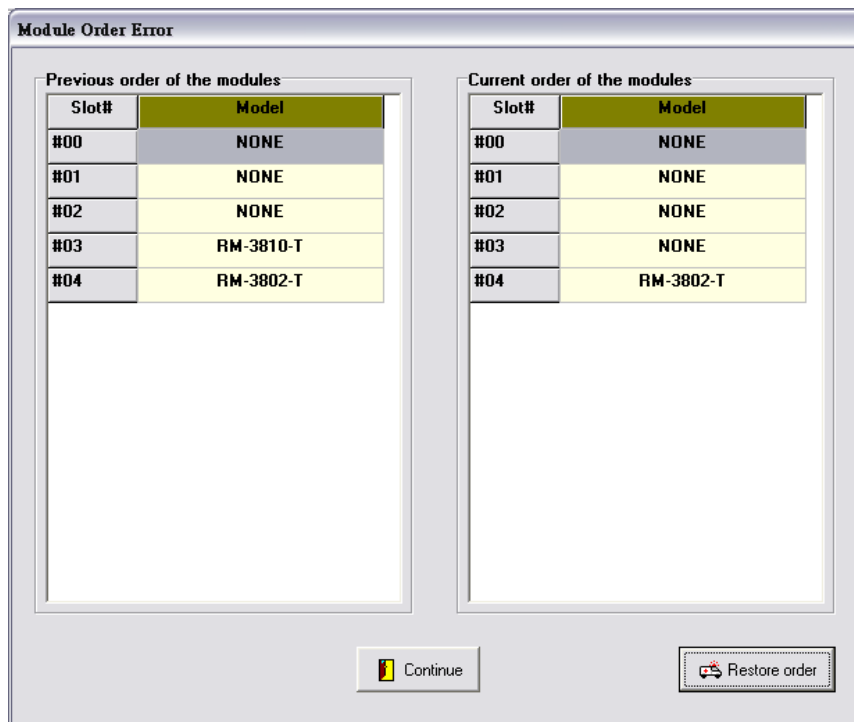 Module Order Error
Previous order of the modules
Slot# Model
#00 NONE
#01 NONE
#02 NONE
#03 RM-3810-T
#04 RM-3802-T
Current order of the modules
Slot# Model
#00 NONE
#01 NONE
#02 NONE
#03 NONE
#04 RM-3802-T
Continue
Restore order